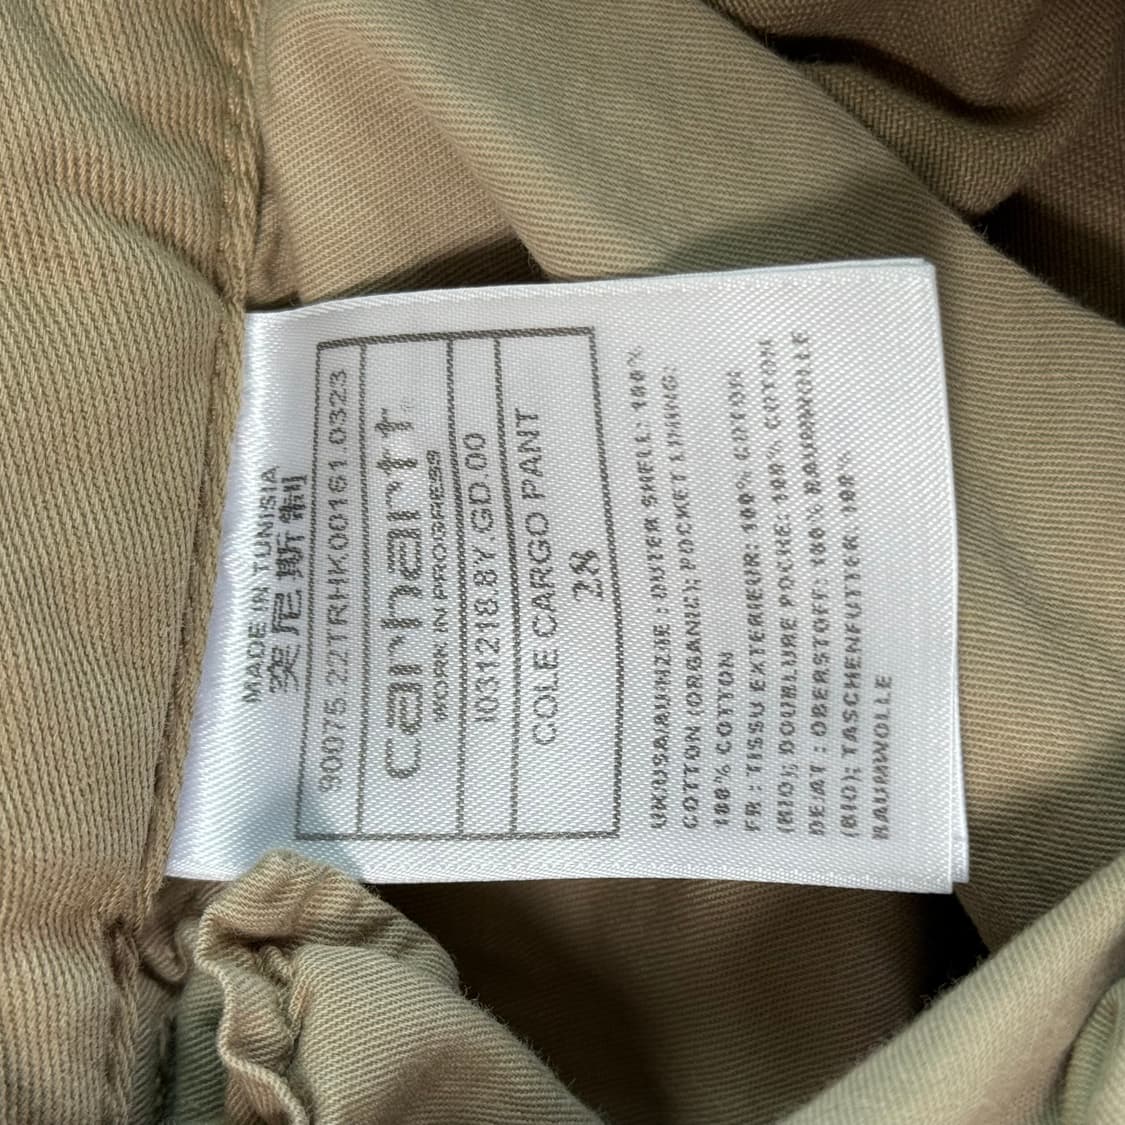 MADE IN TUNISIA
突尼斯制
90075.22TRHK00161.0323
carhartt
WORK IN PROGRESS
I031218.8Y.GD.00
COLE CARGO PANT
28
UK/USA/AU/NZ/IE : OUTER SHELL: 100%
COTTON (ORGANIC); POCKET LINING:
100% COTTON
FR : TISSU EXTERIEUR: 100% COTON
(BIO); DOUBLURE POCHE: 100% COTON
DE/AT : OBERSTOFF: 100% BAUMWOLLE
(BIO); TASCHENFUTTER: 100%
BAUMWOLLE